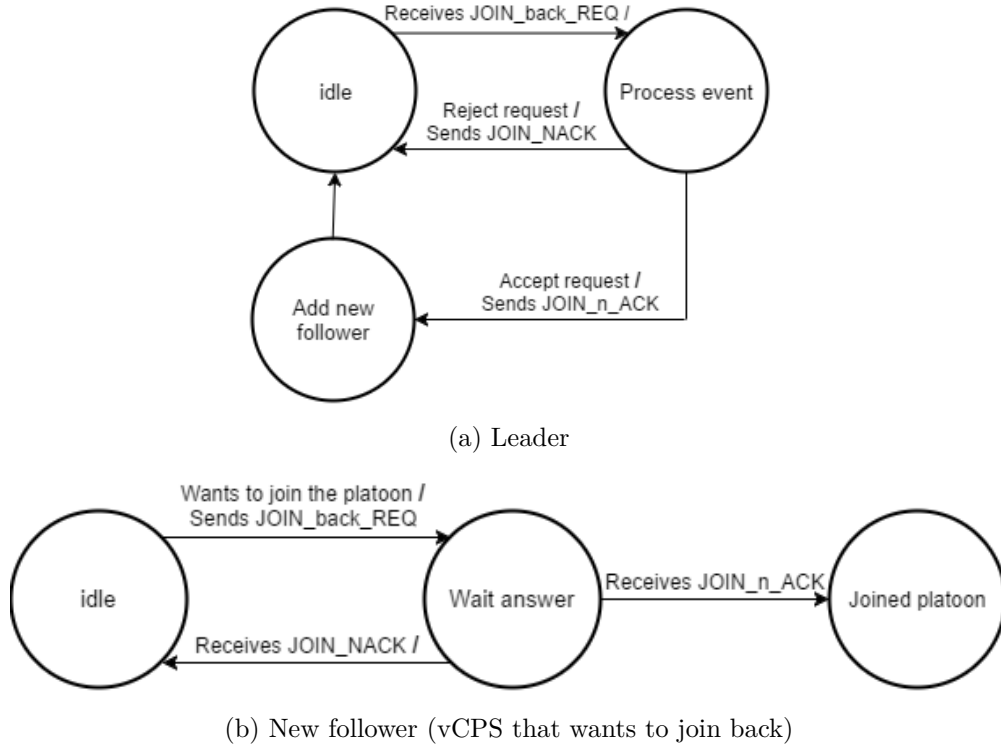 Receives JOIN_back_REQ /
idle
Process event
Reject request /
Sends JOIN_NACK
Accept request /
Sends JOIN_n_ACK
Add new
follower
(a) Leader
Wants to join the platoon /
Sends JOIN_back_REQ
idle
Wait answer
Receives JOIN_n_ACK
Joined platoon
Receives JOIN_NACK /
(b) New follower (vCPS that wants to join back)